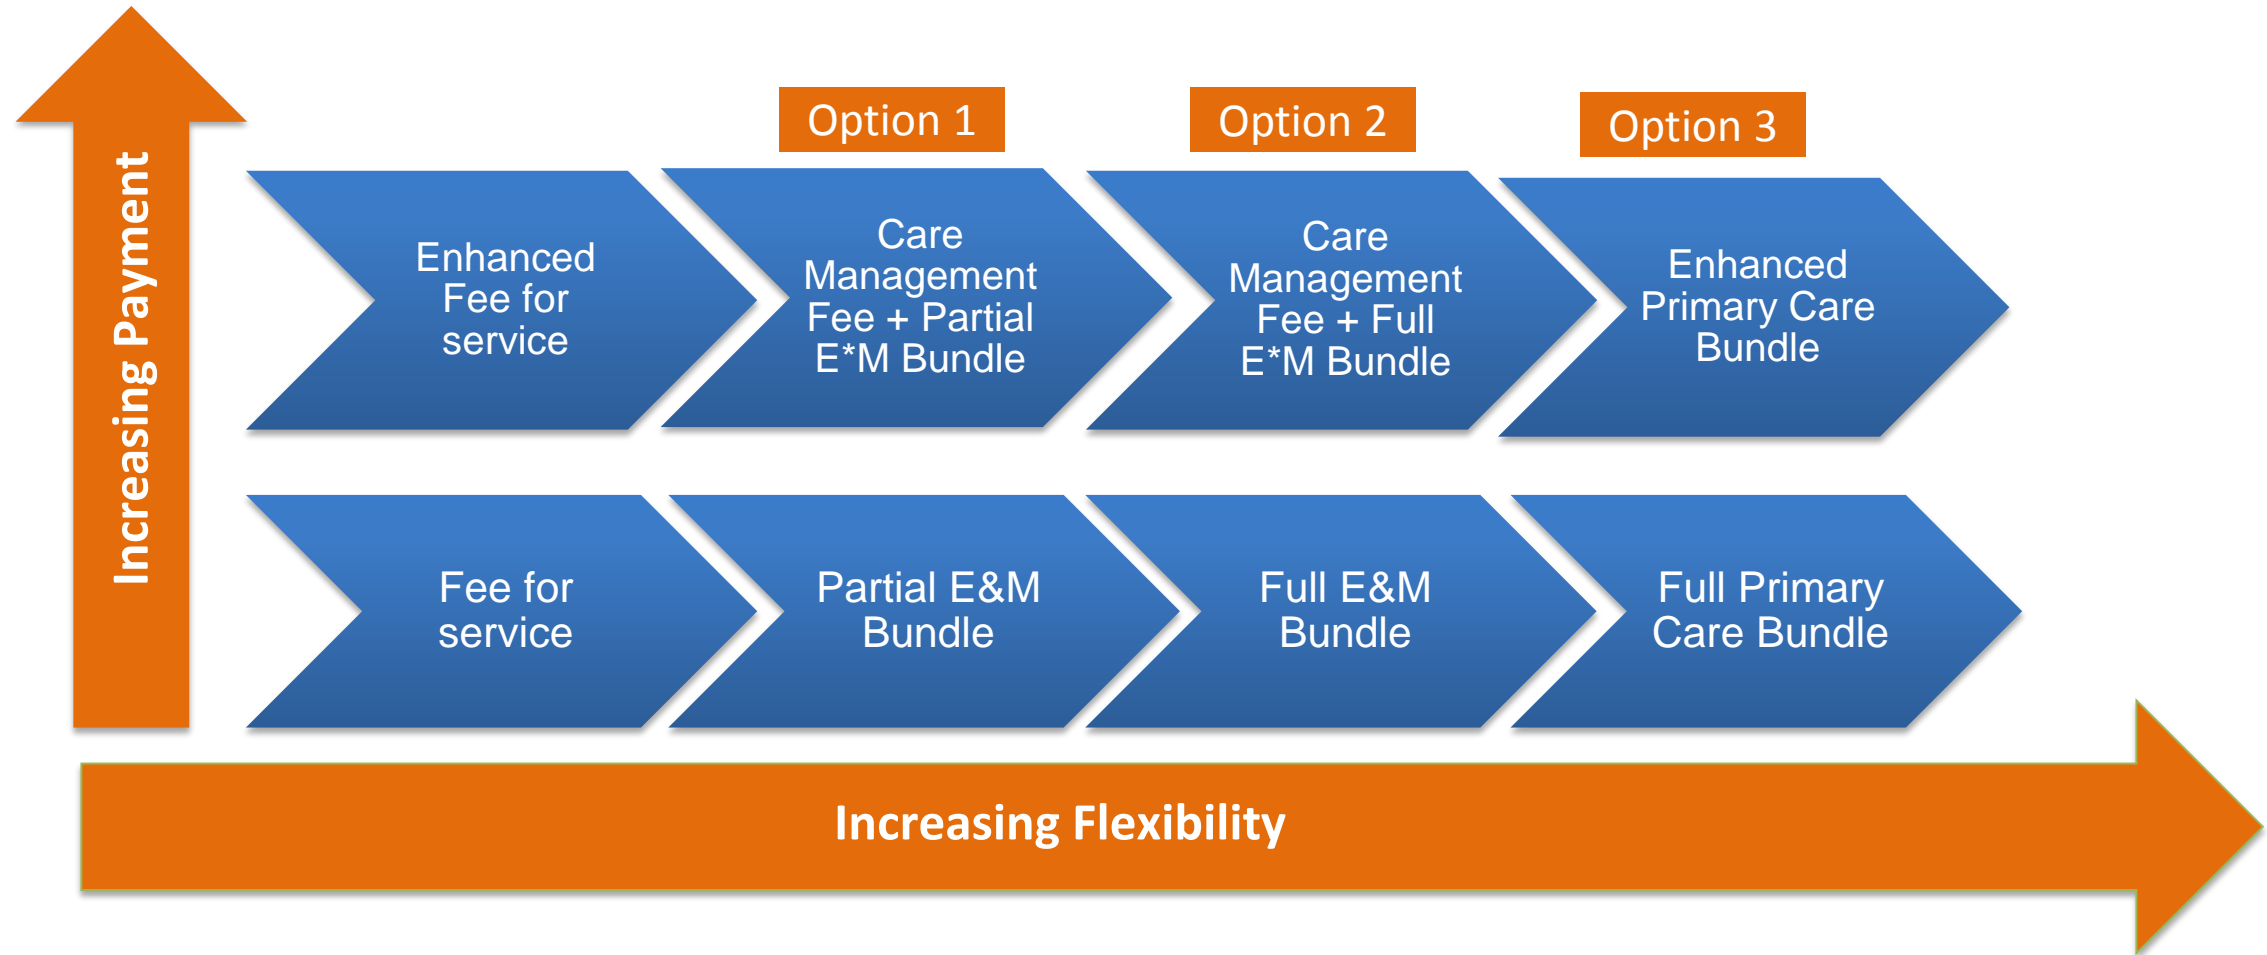 Increasing Payment
Option 1
Option 2
Option 3
Enhanced
Fee for
service
Care
Management
Fee + Partial
E*M Bundle
Care
Management
Fee + Full
E*M Bundle
Enhanced
Primary Care
Bundle
Fee for
service
Partial E&M
Bundle
Full E&M
Bundle
Full Primary
Care Bundle
Increasing Flexibility